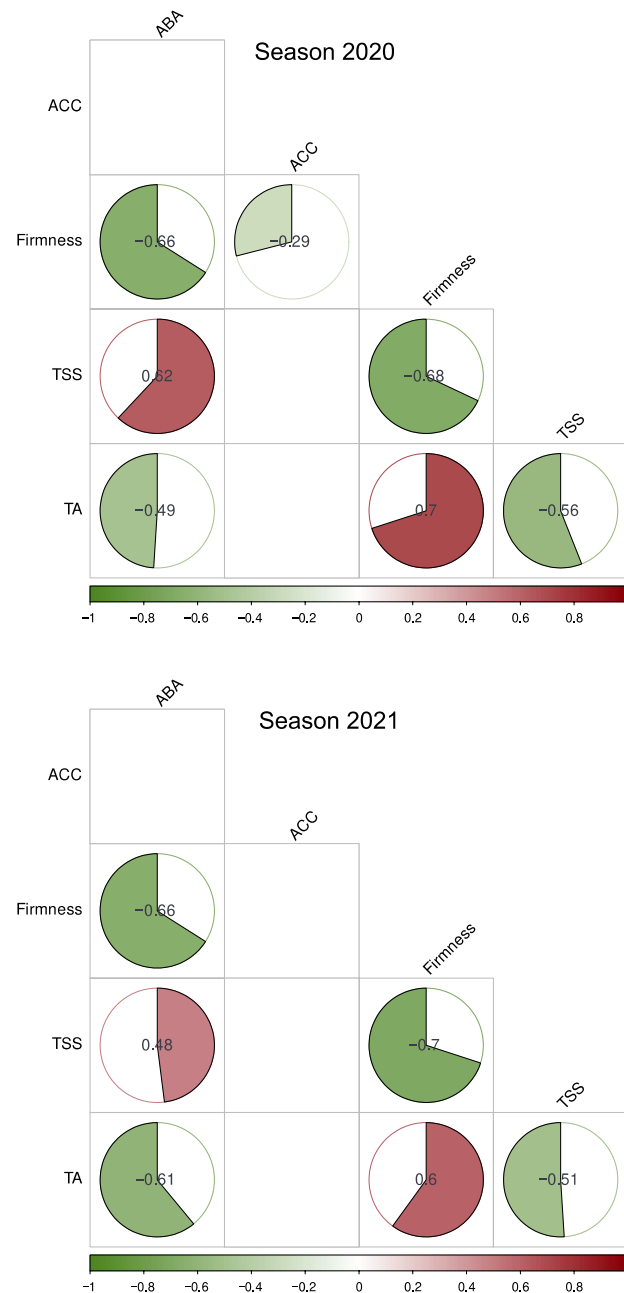 ABA
Season 2020
ACC
ACC
Firmness
−0.66
−0.29
Firmness
TSS
0.62
−0.68
TSS
TA
−0.49
0.7
−0.56
−1 −0.8 −0.6 −0.4 −0.2 0 0.2 0.4 0.6 0.8
ABA
Season 2021
ACC
ACC
Firmness
−0.66
Firmness
TSS
0.48
−0.7
TSS
TA
−0.61
0.6
−0.51
−1 −0.8 −0.6 −0.4 −0.2 0 0.2 0.4 0.6 0.8